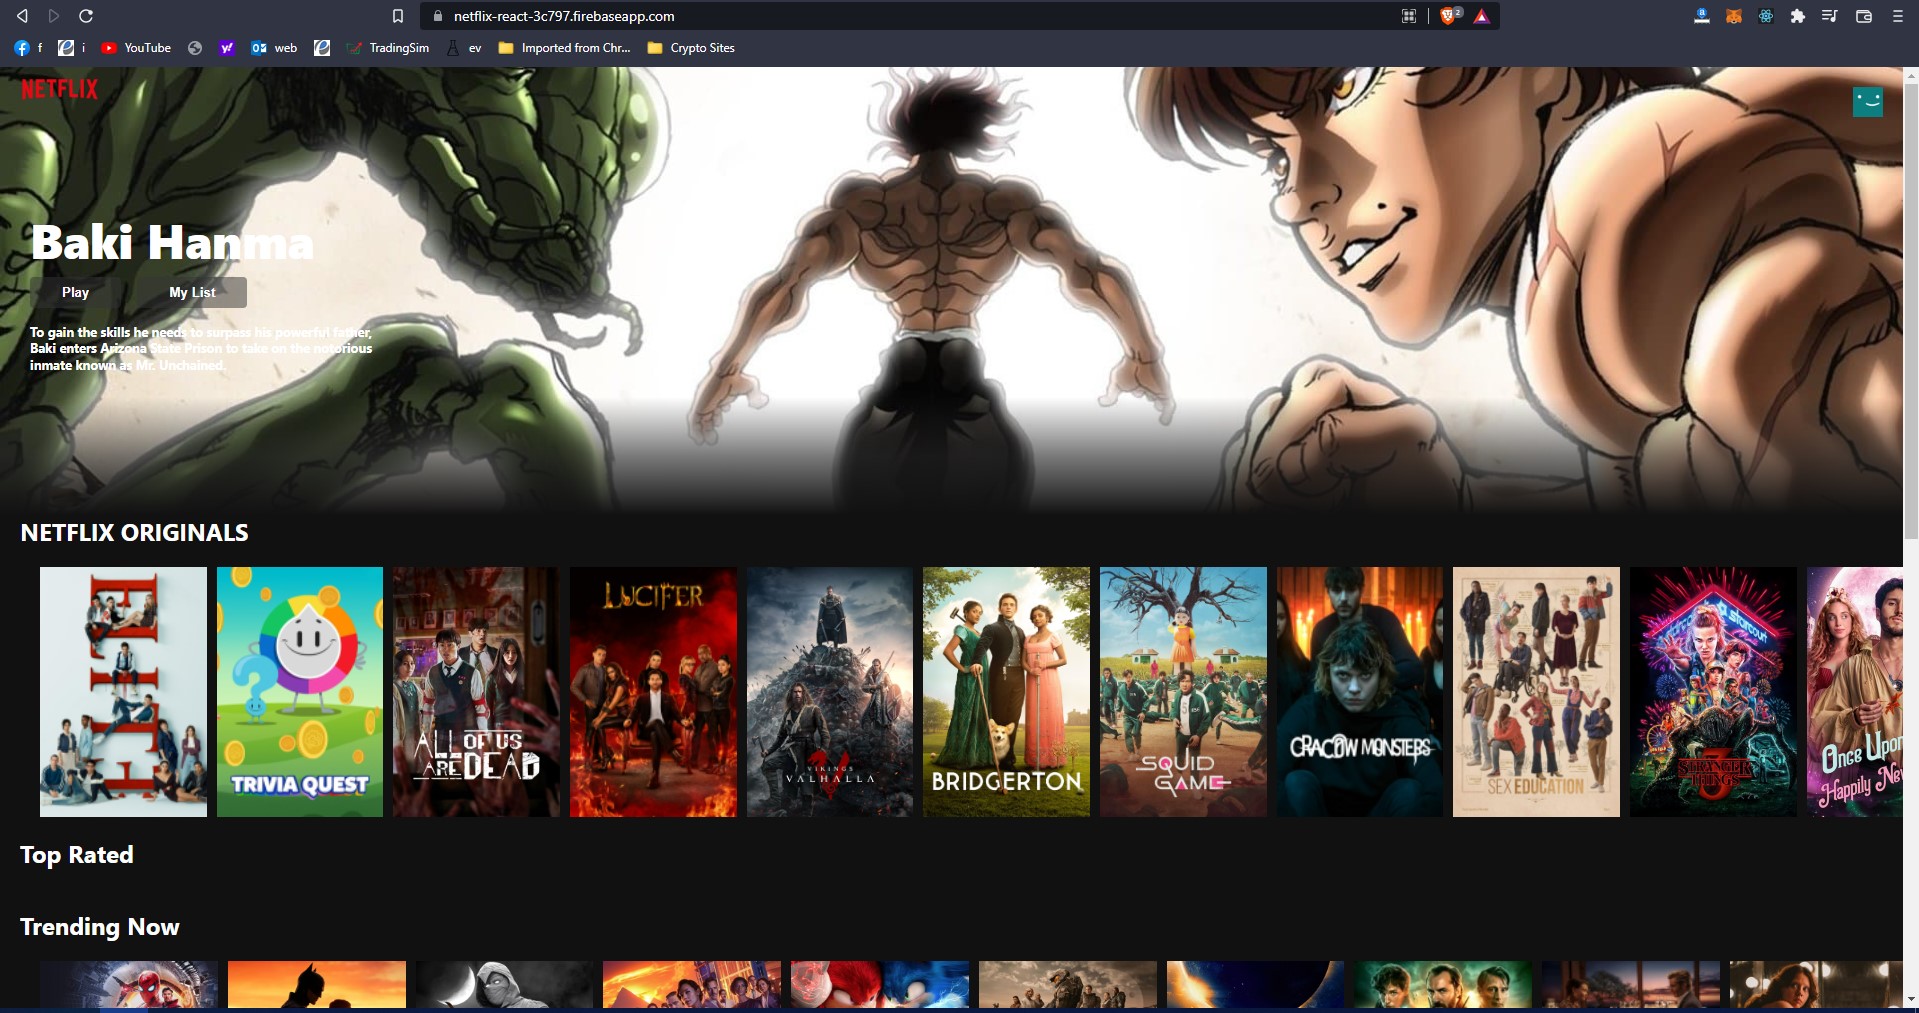 netflix-react-3c797.firebaseapp.com
2
f
i
YouTube
web
TradingSim
ev
Imported from Chr...
Crypto Sites
NETFLIX
Baki Hanma
Play
My List
To gain the skills he needs to surpass his powerful father,
Baki enters Arizona State Prison to take on the notorious
inmate known as Mr. Unchained.
NETFLIX ORIGINALS
ELITE
TRIVIA QUEST
ALL OF US
ARE DEAD
LUCIFER
VIKINGS
VALHALLA
BRIDGERTON
SQUID
GAME
CRACOW MONSTERS
SEX EDUCATION
starcourt
STRANGER
THINGS
3
Once Upon
Happily
Top Rated
Trending Now